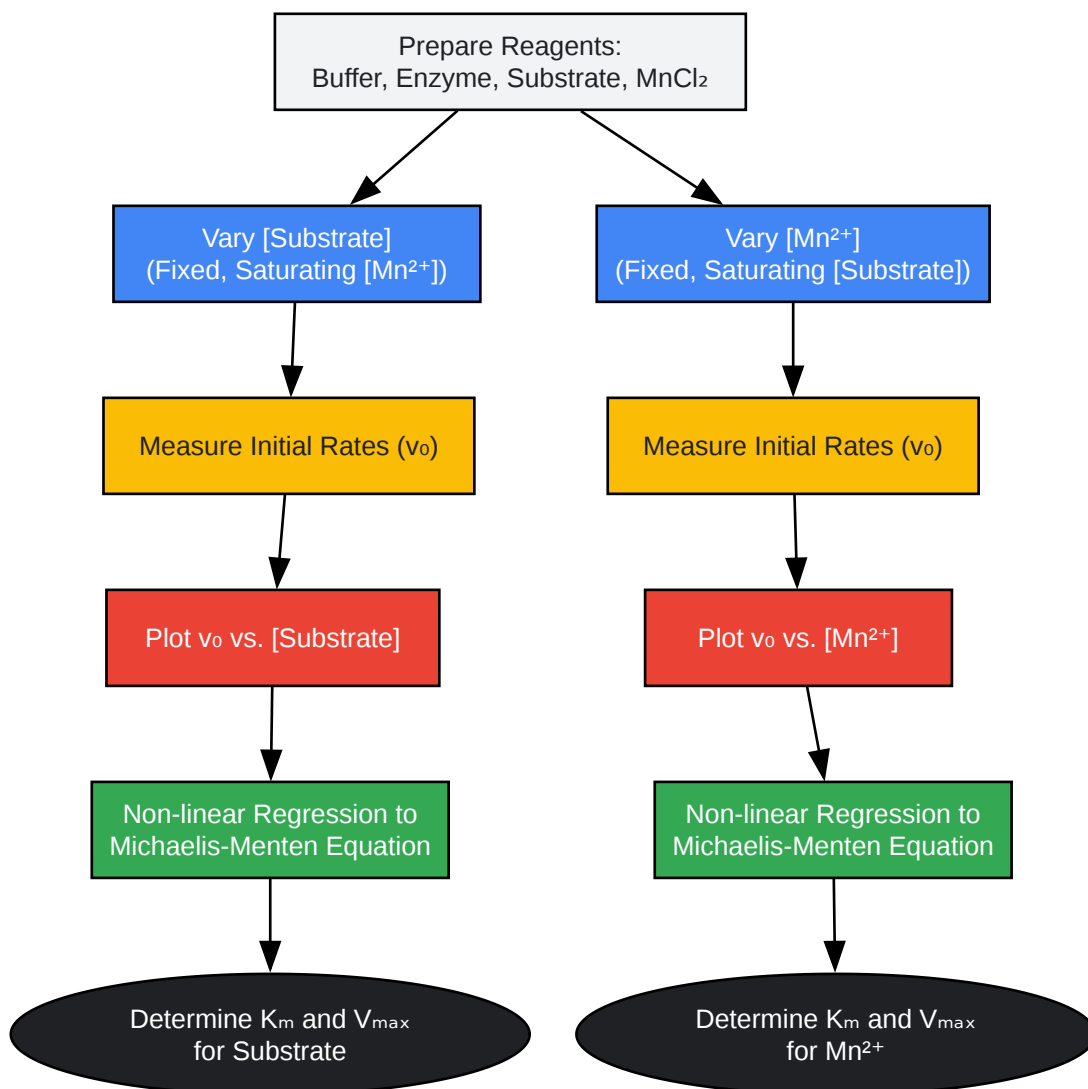 Prepare Reagents:
Buffer, Enzyme, Substrate, MnCl₂
Vary [Substrate]
(Fixed, Saturating [Mn²⁺])
Vary [Mn²⁺]
(Fixed, Saturating [Substrate])
Measure Initial Rates (v₀)
Measure Initial Rates (v₀)
Plot v₀ vs. [Substrate]
Plot v₀ vs. [Mn²⁺]
Non-linear Regression to
Michaelis-Menten Equation
Non-linear Regression to
Michaelis-Menten Equation
Determine Kₘ and Vₘₐₓ
for Substrate
Determine Kₘ and Vₘₐₓ
for Mn²⁺